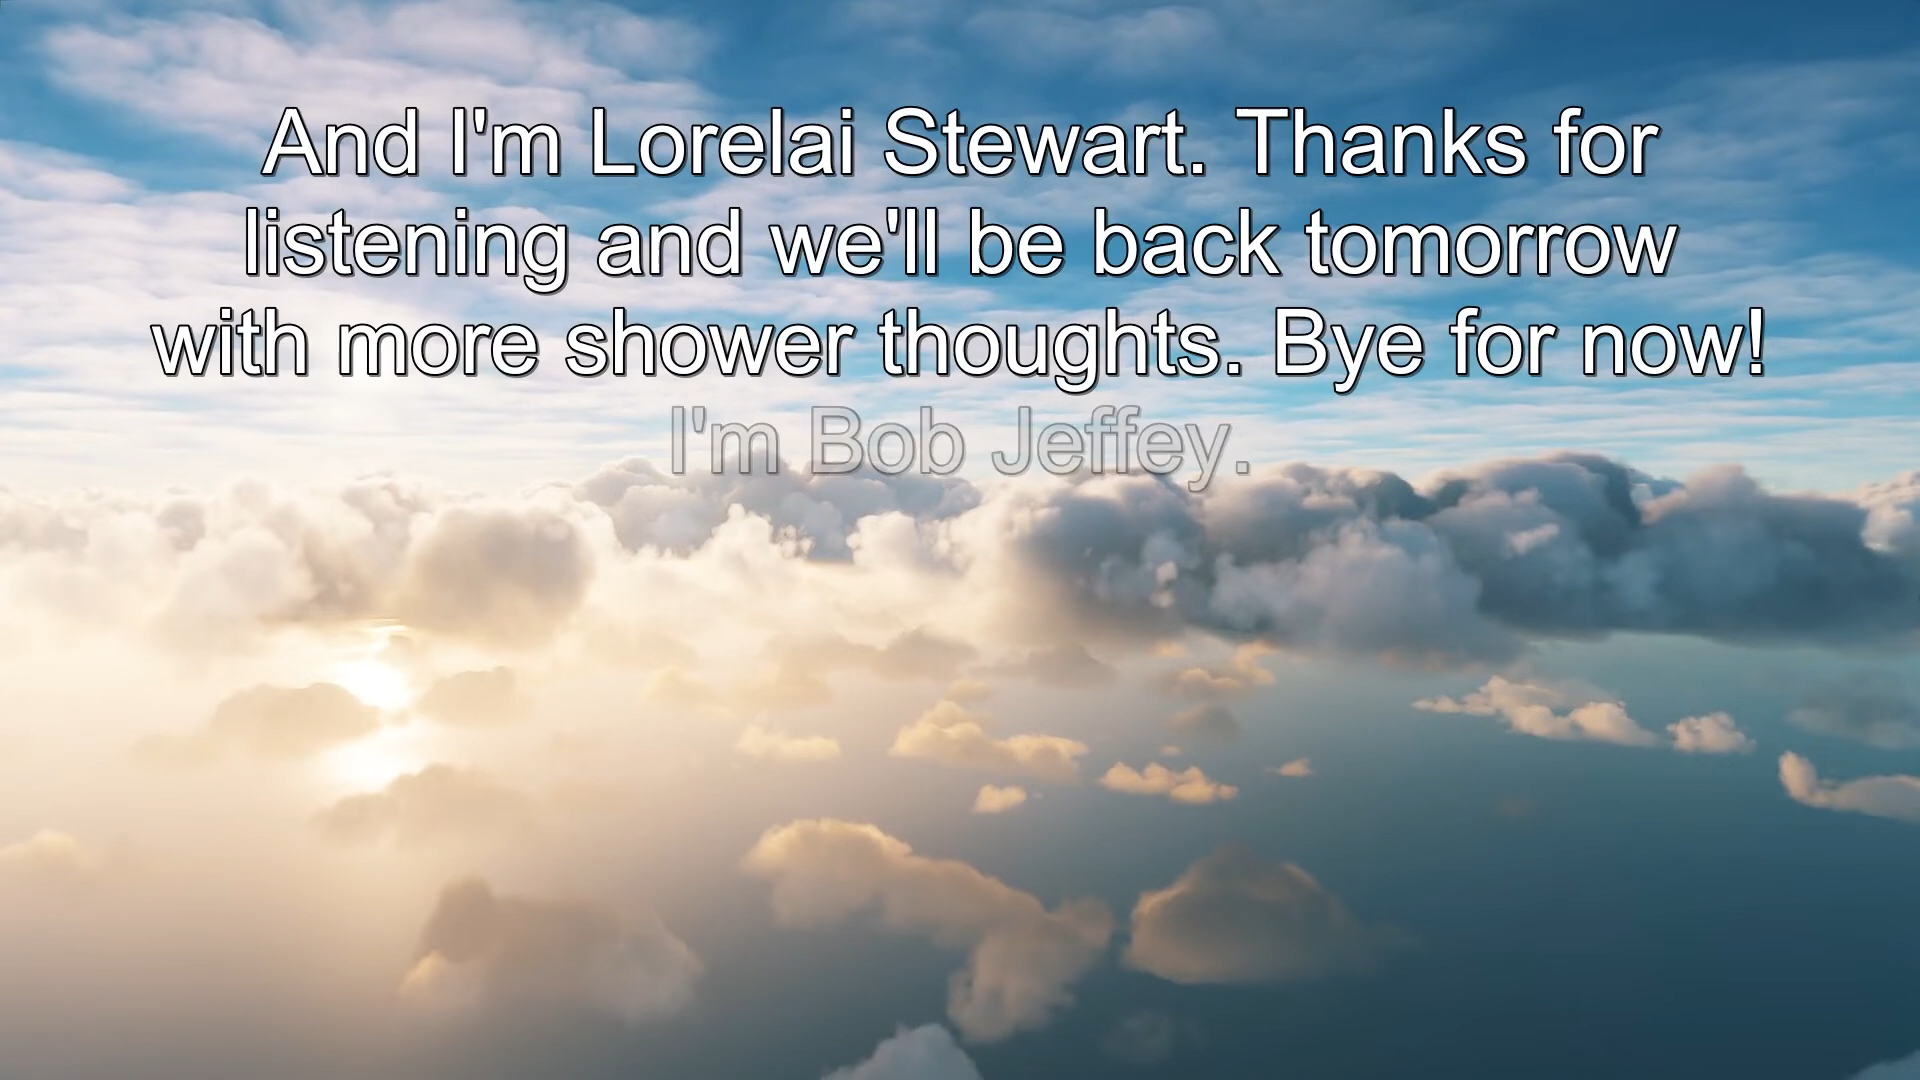 And I'm Lorelai Stewart. Thanks for
listening and we'll be back tomorrow
with more shower thoughts. Bye for now!
I'm Bob Jeffey.